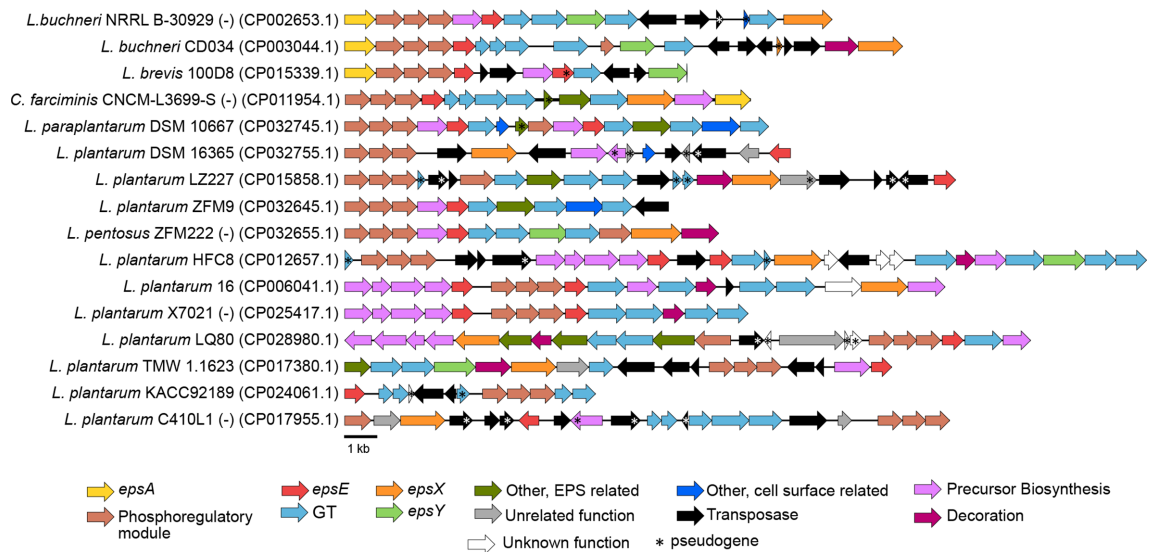 L.buchneri NRRL B-30929 (-) (CP002653.1)
L. buchneri CD034 (CP003044.1)
L. brevis 100D8 (CP015339.1)
C. farciminis CNCM-L3699-S (-) (CP011954.1)
L. paraplantarum DSM 10667 (CP032745.1)
L. plantarum DSM 16365 (CP032755.1)
L. plantarum LZ227 (CP015858.1)
L. plantarum ZFM9 (CP032645.1)
L. pentosus ZFM222 (-) (CP032655.1)
L. plantarum HFC8 (CP012657.1)
L. plantarum 16 (CP006041.1)
L. plantarum X7021 (-) (CP025417.1)
L. plantarum LQ80 (CP028980.1)
L. plantarum TMW 1.1623 (CP017380.1)
L. plantarum KACC92189 (CP024061.1)
L. plantarum C410L1 (-) (CP017955.1)
1 kb
epsA epsE epsX Other, EPS related Other, cell surface related Precursor Biosynthesis
Phosphoregulatory module GT epsY Unrelated function Transposase Decoration
Unknown function * pseudogene